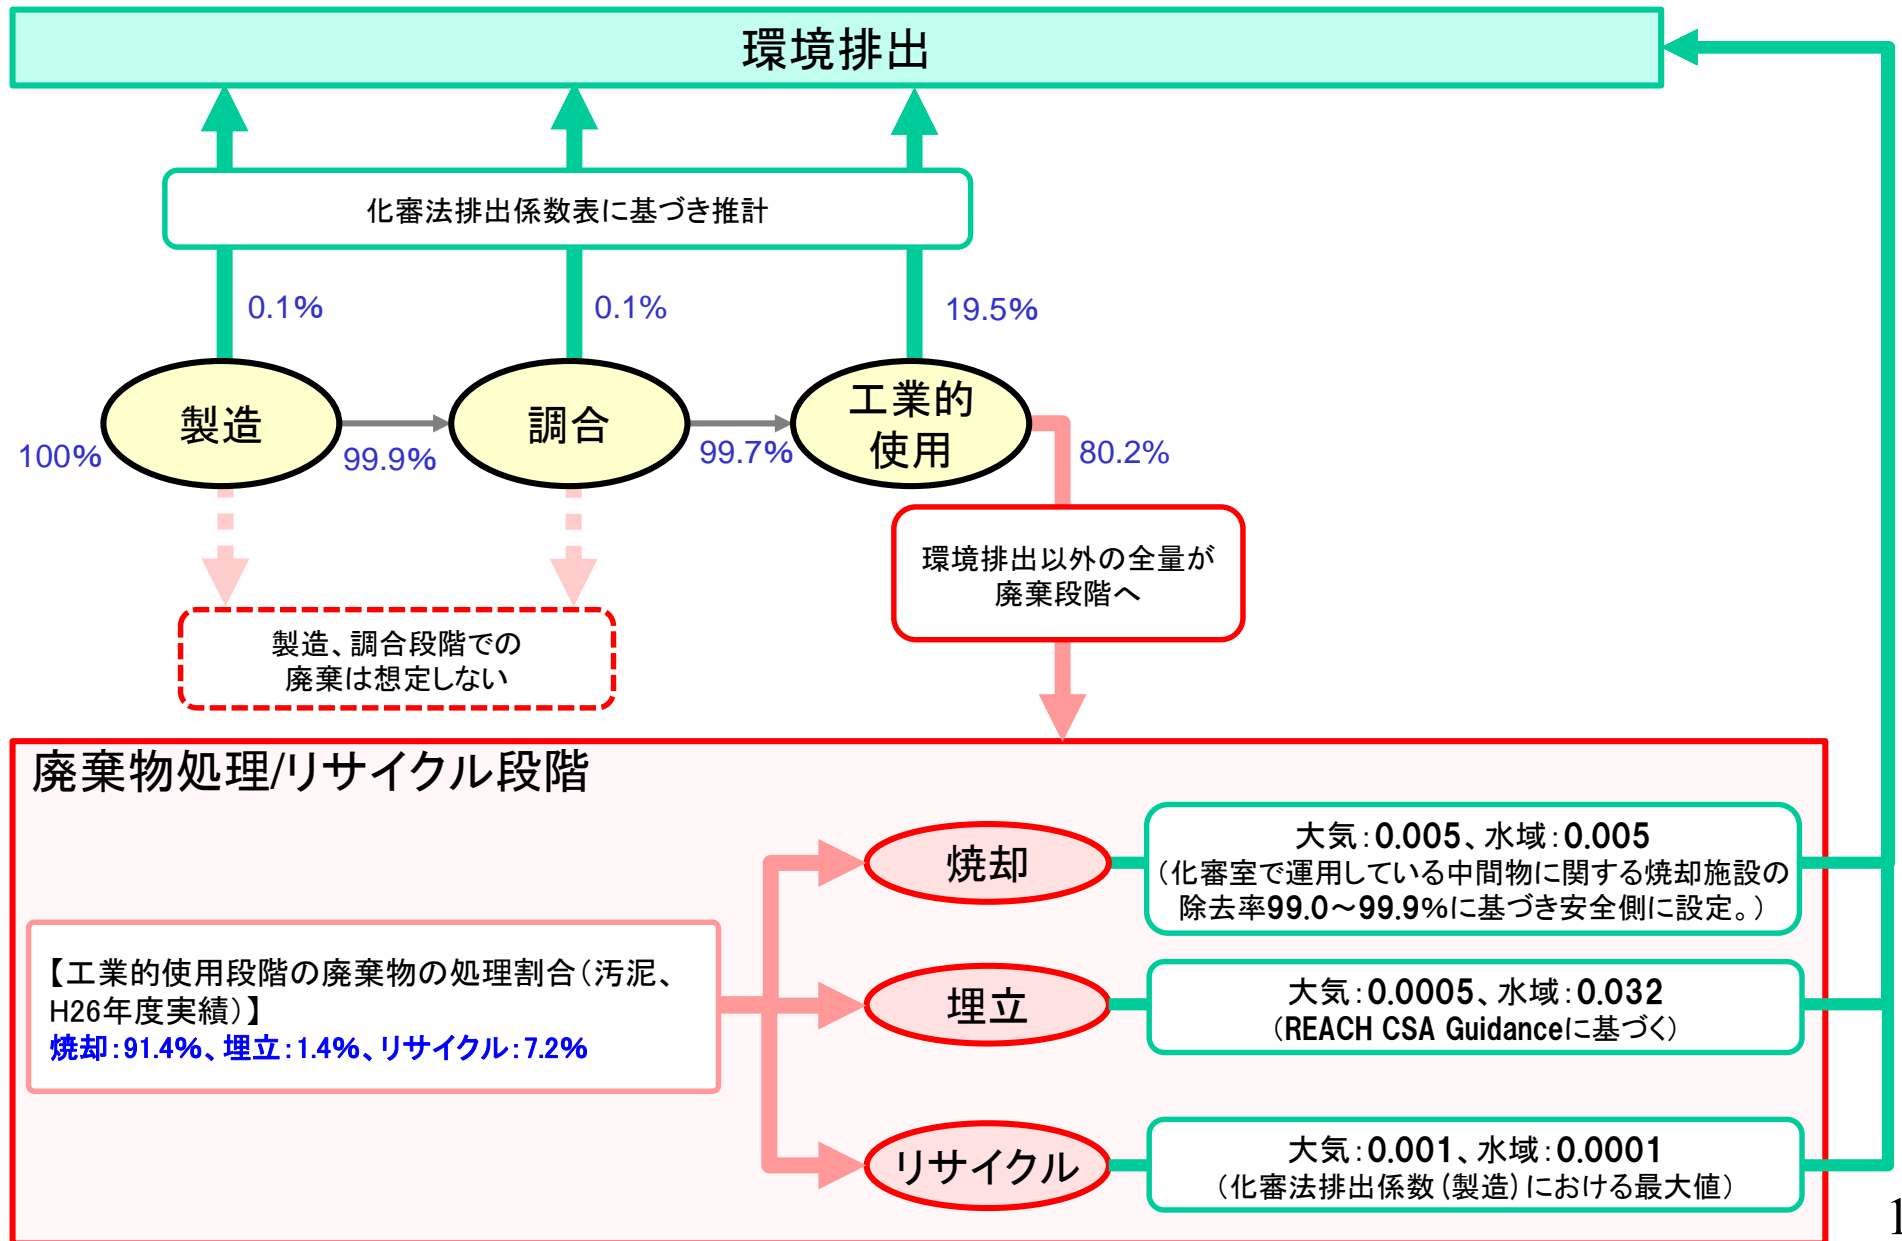 環境排出
化審法排出係数表に基づき推計
0.1%
0.1%
19.5%
製造
調合
工業的
使用
100%
99.9%
99.7%
80.2%
環境排出以外の全量が
廃棄段階へ
製造、調合段階での
廃棄は想定しない
廃棄物処理/リサイクル段階
【工業的使用段階の廃棄物の処理割合（汚泥、
H26年度実績）】
焼却：91.4%、埋立：1.4%、リサイクル：7.2%
焼却
大気：0.005、水域：0.005
（化審室で運用している中間物に関する焼却施設の
除去率99.0～99.9%に基づき安全側に設定。）
埋立
大気：0.0005、水域：0.032
（REACH CSA Guidanceに基づく）
リサイクル
大気：0.001、水域：0.0001
（化審法排出係数（製造）における最大値）
1